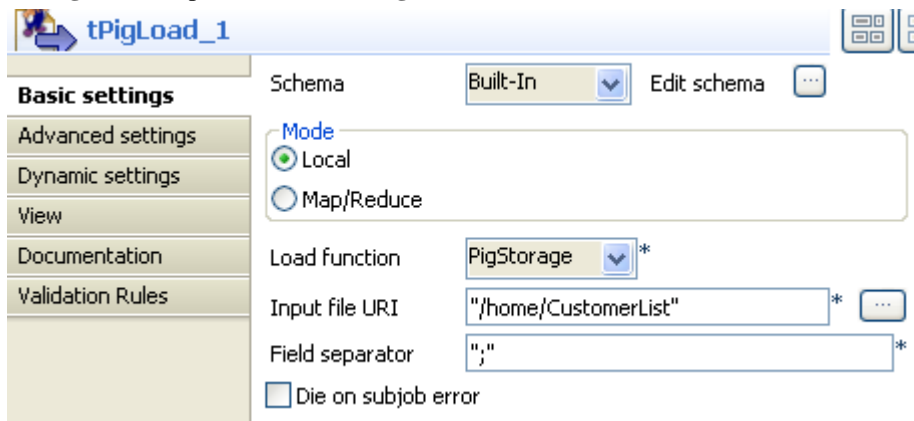 tPigLoad_1
Basic settings
Advanced settings
Dynamic settings
View
Documentation
Validation Rules
Schema Built-In Edit schema ...
Mode
Local
Map/Reduce
Load function PigStorage *
Input file URI "/home/CustomerList" * ...
Field separator ";" *
Die on subjob error